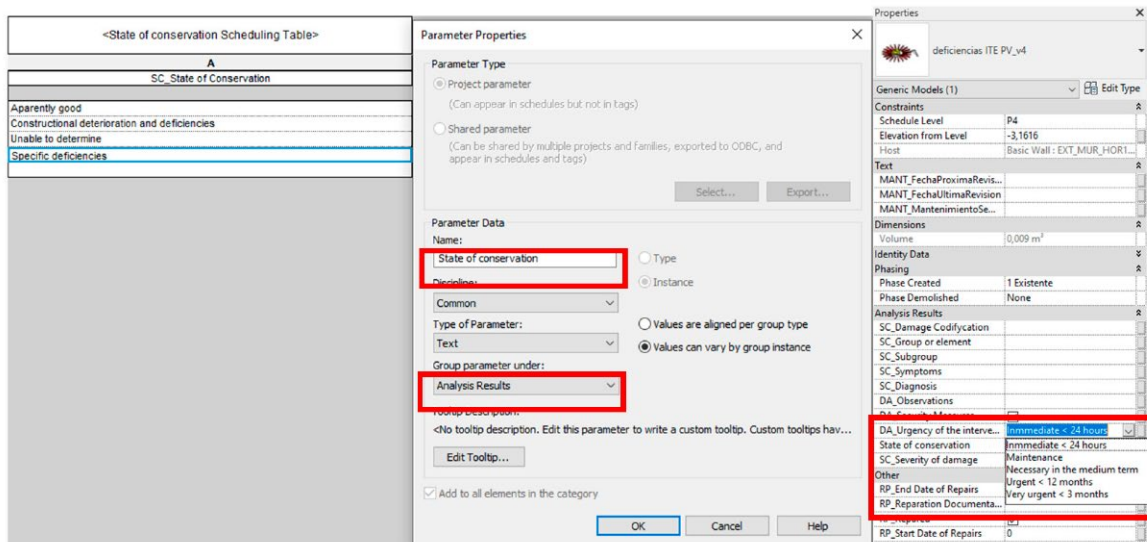 <State of conservation Scheduling Table>
A
SC_State of Conservation
Aparently good
Constructional deterioration and deficiencies
Unable to determine
Specific deficiencies
Parameter Properties
Parameter Type
Project parameter
(Can appear in schedules but not in tags)
Shared parameter
(Can be shared by multiple projects and families, exported to ODBC, and
appear in schedules and tags)
Select...
Export...
Parameter Data
Name:
State of conservation
Type
Discipline:
Instance
Common
Type of Parameter:
Values are aligned per group type
Text
Values can vary by group instance
Group parameter under:
Analysis Results
Tooltip Description:
<No tooltip description. Edit this parameter to write a custom tooltip. Custom tooltips hav...
Edit Tooltip...
Add to all elements in the category
OK
Cancel
Help
Properties
deficiencias ITE PV_v4
Generic Models (1)
Edit Type
Constraints
Schedule Level P4
Elevation from Level -3,1616
Host Basic Wall : EXT_MUR_HOR1...
Text
MANT_FechaProximaRevis...
MANT_FechaUltimaRevision
MANT_MantenimientoSe...
Dimensions
Volume 0,009 m³
Identity Data
Phasing
Phase Created 1 Existente
Phase Demolished None
Analysis Results
SC_Damage Codifycation
SC_Group or element
SC_Subgroup
SC_Symptoms
SC_Diagnosis
DA_Observations
DA_Security Measures
DA_Urgency of the interve... Inmmediate < 24 hours
State of conservation Inmmediate < 24 hours
SC_Severity of damage Maintenance
Necessary in the medium term
Other Urgent < 12 months
RP_End Date of Repairs Very urgent < 3 months
RP_Reparation Documenta...
RP_Repaired
RP_Start Date of Repairs 0